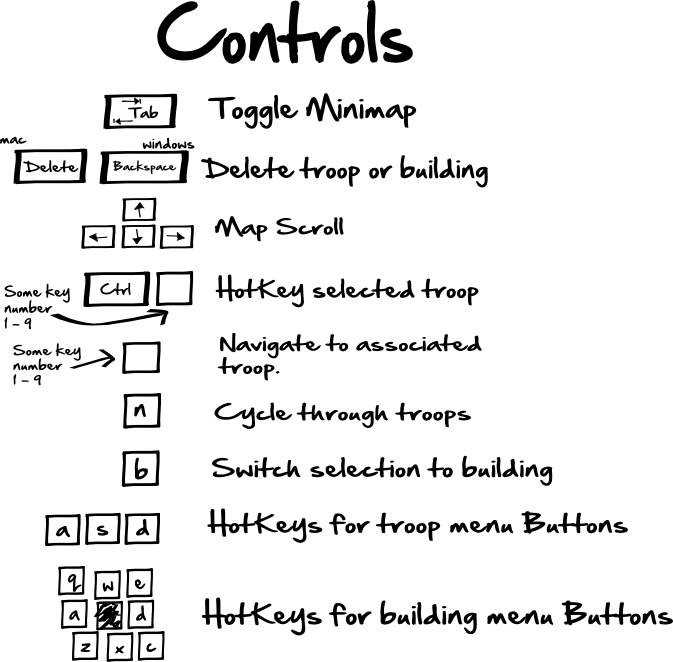 Controls
Tab Toggle Minimap
mac windows
Delete Backspace Delete troop or building
Map Scroll
Ctrl HotKey selected troop
Some key
number
1 - 9
Navigate to associated
troop.
Some key
number
1 - 9
n Cycle through troops
b Switch selection to building
a s d HotKeys for troop menu Buttons
q w e
a d HotKeys for building menu Buttons
z x c